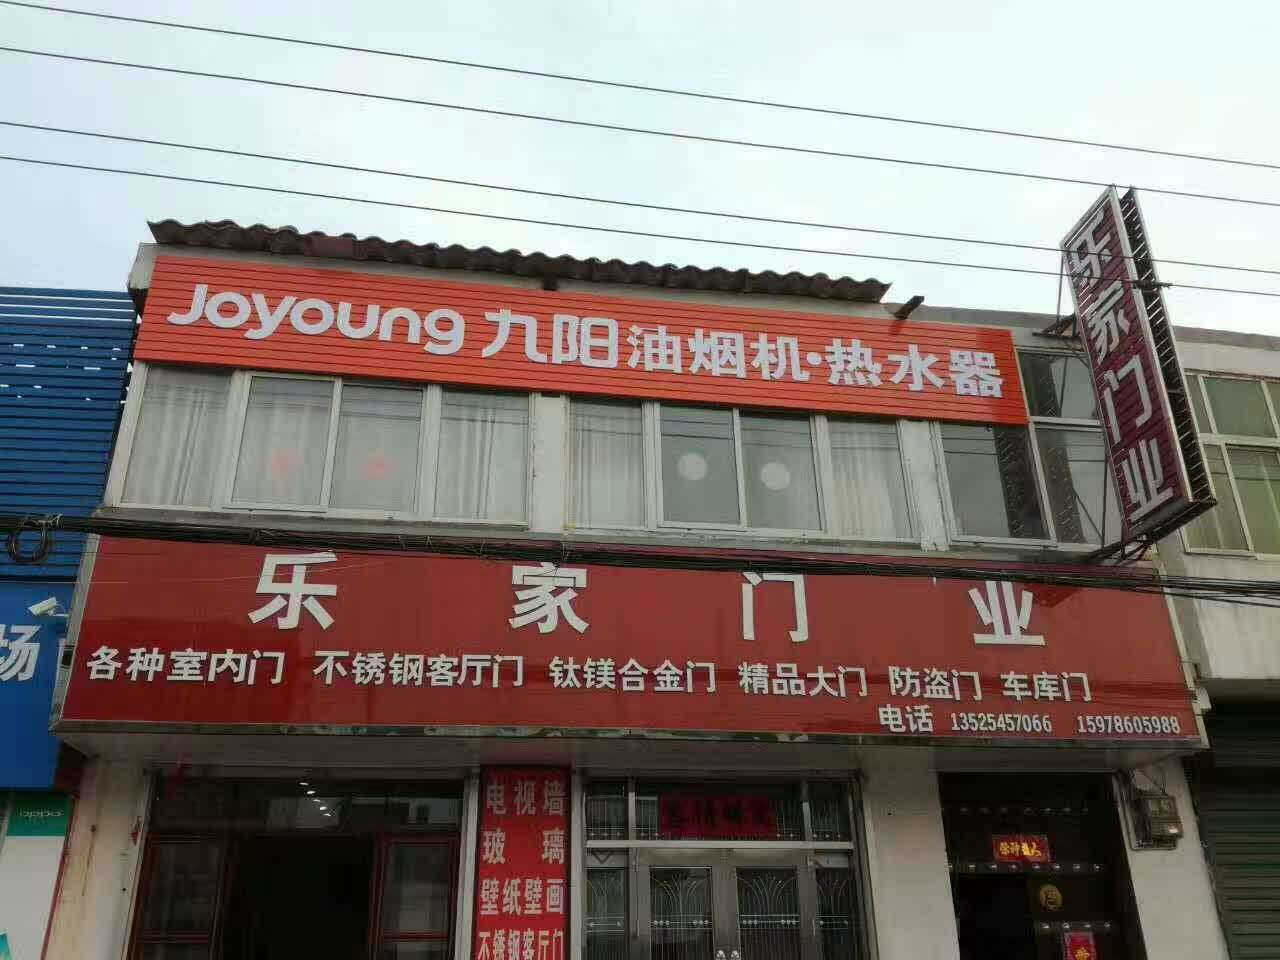 Joyoung 九阳油烟机·热水器
乐家门业
乐家门业
各种室内门 不锈钢客厅门 钛镁合金门 精品大门 防盗门 车库门
电话 13525457066 15978605988
场
oppo
电视墙
玻璃
壁纸壁画
不锈钢客厅门